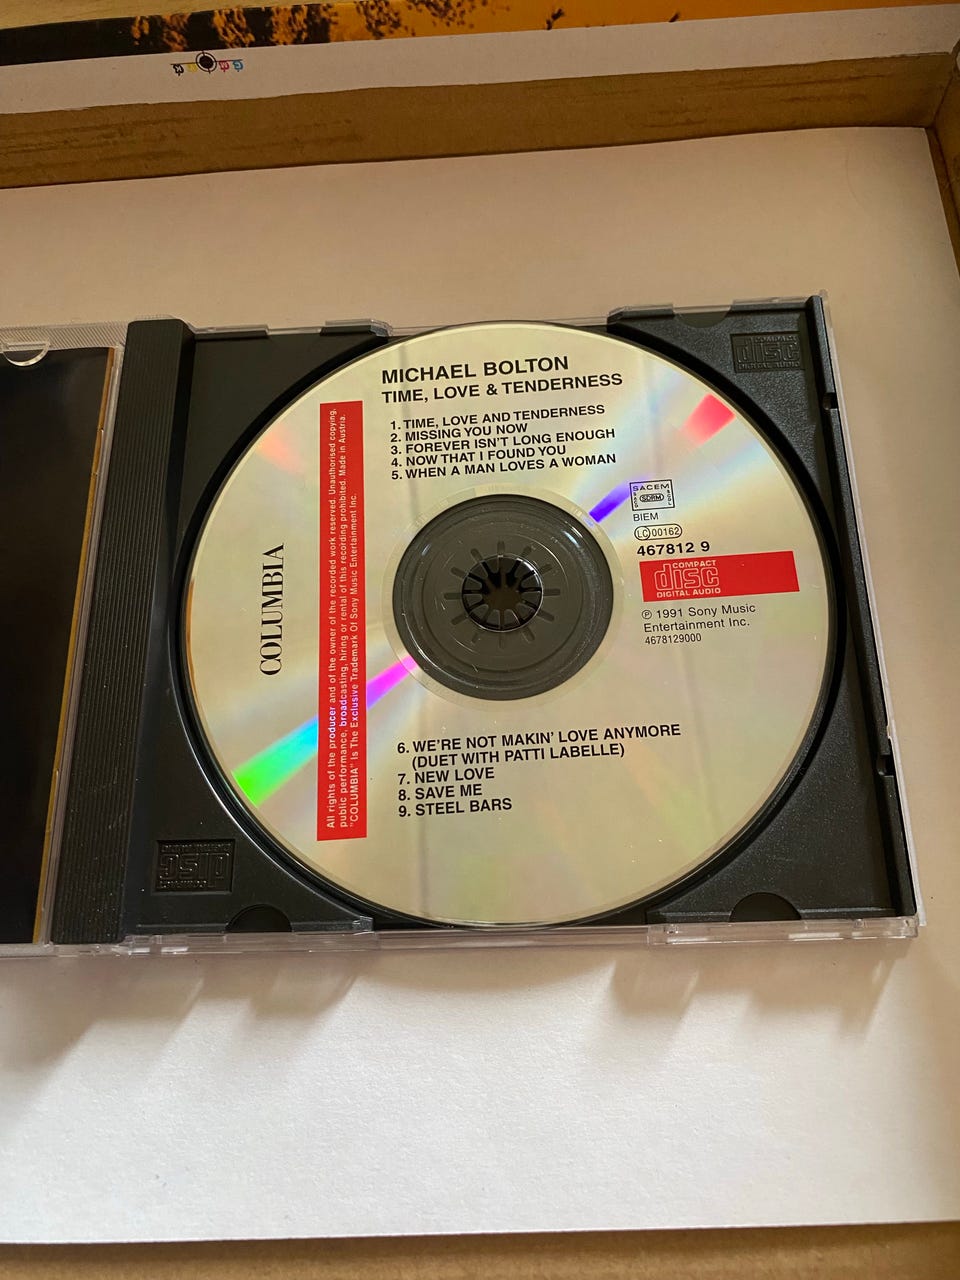 MICHAEL BOLTON
TIME, LOVE & TENDERNESS
1. TIME, LOVE AND TENDERNESS
2. MISSING YOU NOW
3. FOREVER ISN'T LONG ENOUGH
4. NOW THAT I FOUND YOU
5. WHEN A MAN LOVES A WOMAN
COLUMBIA
All rights of the producer and of the owner of the recorded work reserved. Unauthorised copying,
public performance, broadcasting, hiring or rental of this recording prohibited. Made in Austria.
"COLUMBIA" is The Exclusive Trademark Of Sony Music Entertainment Inc.
SACEM
SDRM
BIEM
LC 00162
467812 9
COMPACT
disc
DIGITAL AUDIO
℗ 1991 Sony Music
Entertainment Inc.
4678129000
6. WE'RE NOT MAKIN' LOVE ANYMORE
(DUET WITH PATTI LABELLE)
7. NEW LOVE
8. SAVE ME
9. STEEL BARS
COMPACT
disc
DIGITAL AUDIO